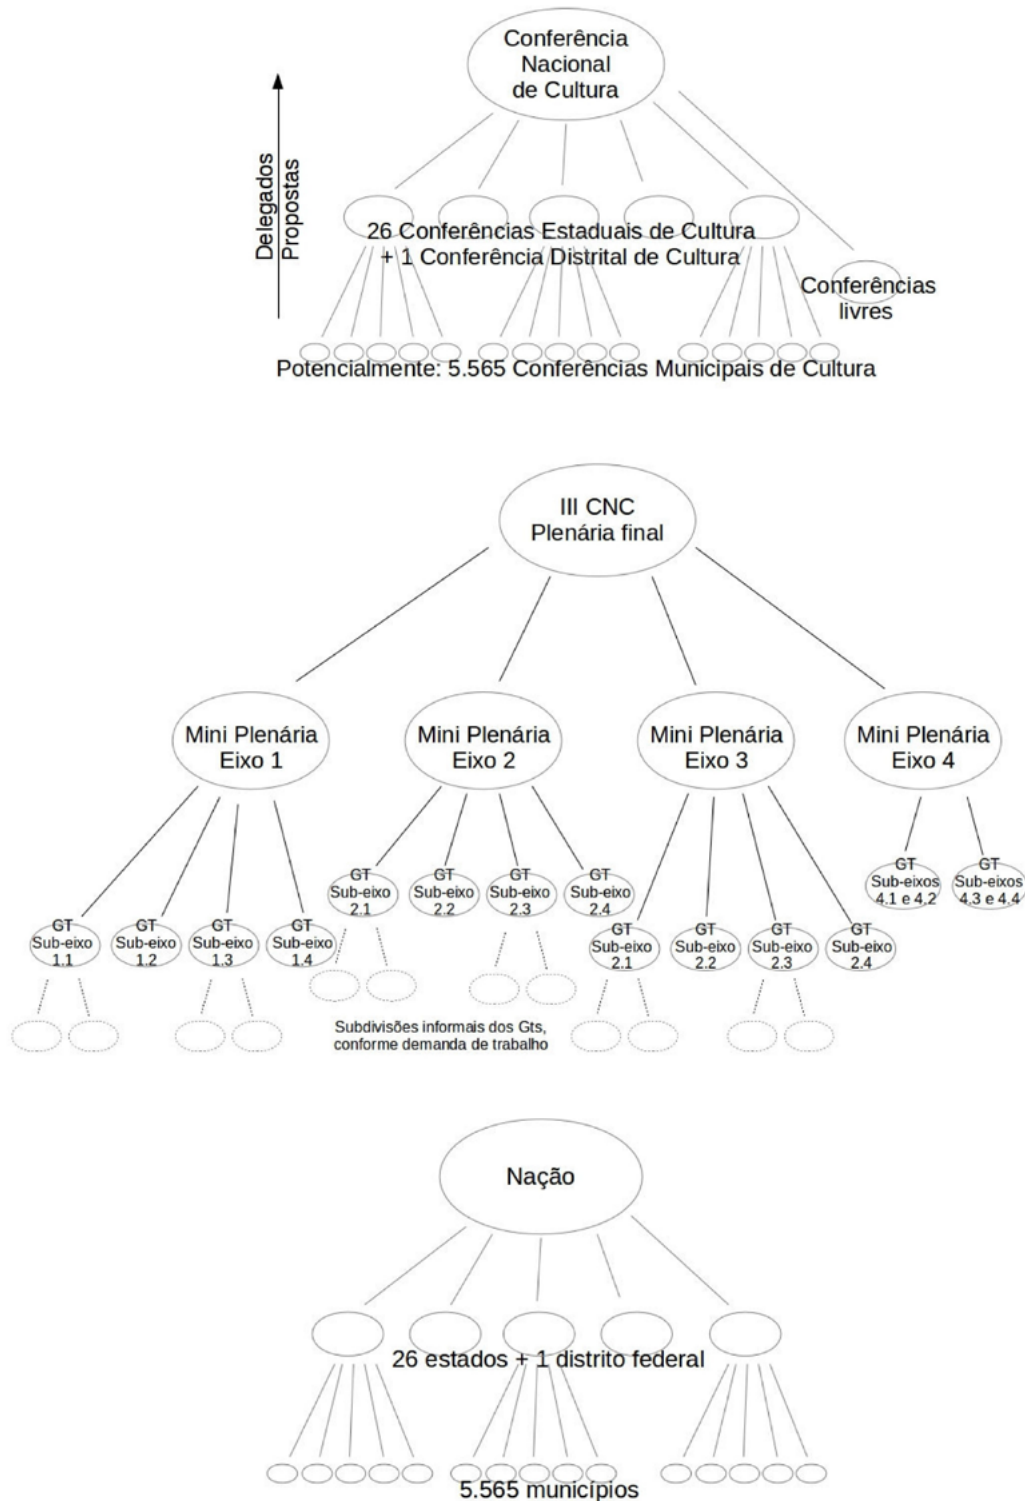 Conferência
Nacional
de Cultura
Delegados
Propostas
26 Conferências Estaduais de Cultura
+ 1 Conferência Distrital de Cultura
Conferências
livres
Potencialmente: 5.565 Conferências Municipais de Cultura
III CNC
Plenária final
Mini Plenária
Eixo 1
Mini Plenária
Eixo 2
Mini Plenária
Eixo 3
Mini Plenária
Eixo 4
GT
Sub-eixo
1.1
GT
Sub-eixo
1.2
GT
Sub-eixo
1.3
GT
Sub-eixo
1.4
GT
Sub-eixo
2.1
GT
Sub-eixo
2.2
GT
Sub-eixo
2.3
GT
Sub-eixo
2.4
GT
Sub-eixo
2.1
GT
Sub-eixo
2.2
GT
Sub-eixo
2.3
GT
Sub-eixo
2.4
GT
Sub-eixos
4.1 e 4.2
GT
Sub-eixos
4.3 e 4.4
Subdivisões informais dos Gts,
conforme demanda de trabalho
Nação
26 estados + 1 distrito federal
5.565 municípios